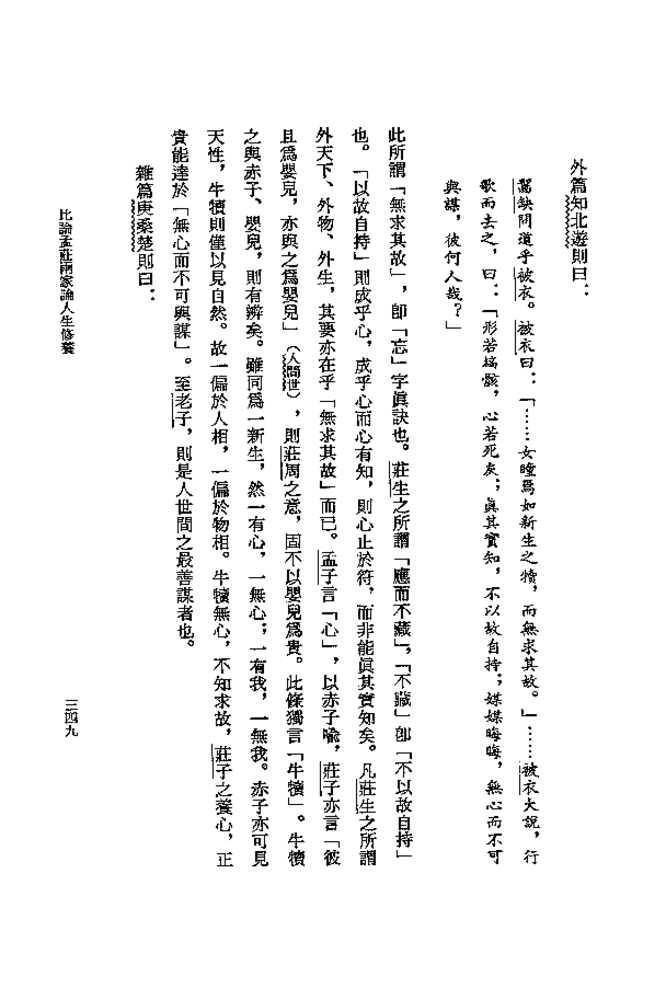 外篇知北遊則曰：
齧缺問道乎被衣。被衣曰：「……女瞳焉如新生之犢，而無求其故。」……被衣大說，行
歌而去之，曰：「形若槁骸，心若死灰；眞其實知，不以故自持；媒媒晦晦，無心而不可
與謀，彼何人哉？」
此所謂「無求其故」，卽「忘」字眞訣也。莊生之所謂「應而不藏」，「不藏」卽「不以故自持」
也。「以故自持」則成乎心，成乎心而心有知，則心止於符，而非能眞其實知矣。凡莊生之所謂
外天下、外物、外生，其要亦在乎「無求其故」而已。孟子言「心」，以赤子喩，莊子亦言「彼
且爲嬰兒，亦與之爲嬰兒」（人間世），則莊周之意，固不以嬰兒爲貴。此條獨言「牛犢」。牛犢
之與赤子、嬰兒，則有辨矣。雖同爲一新生，然一有心，一無心；一有我，一無我。赤子亦可見
天性，牛犢則僅以見自然。故一偏於人相，一偏於物相。牛犢無心，不知求故，莊子之養心，正
貴能達於「無心而不可與謀」。至老子，則是人世間之最善謀者也。
雜篇庚桑楚則曰：
比論孟莊兩家論人生修養
三四九